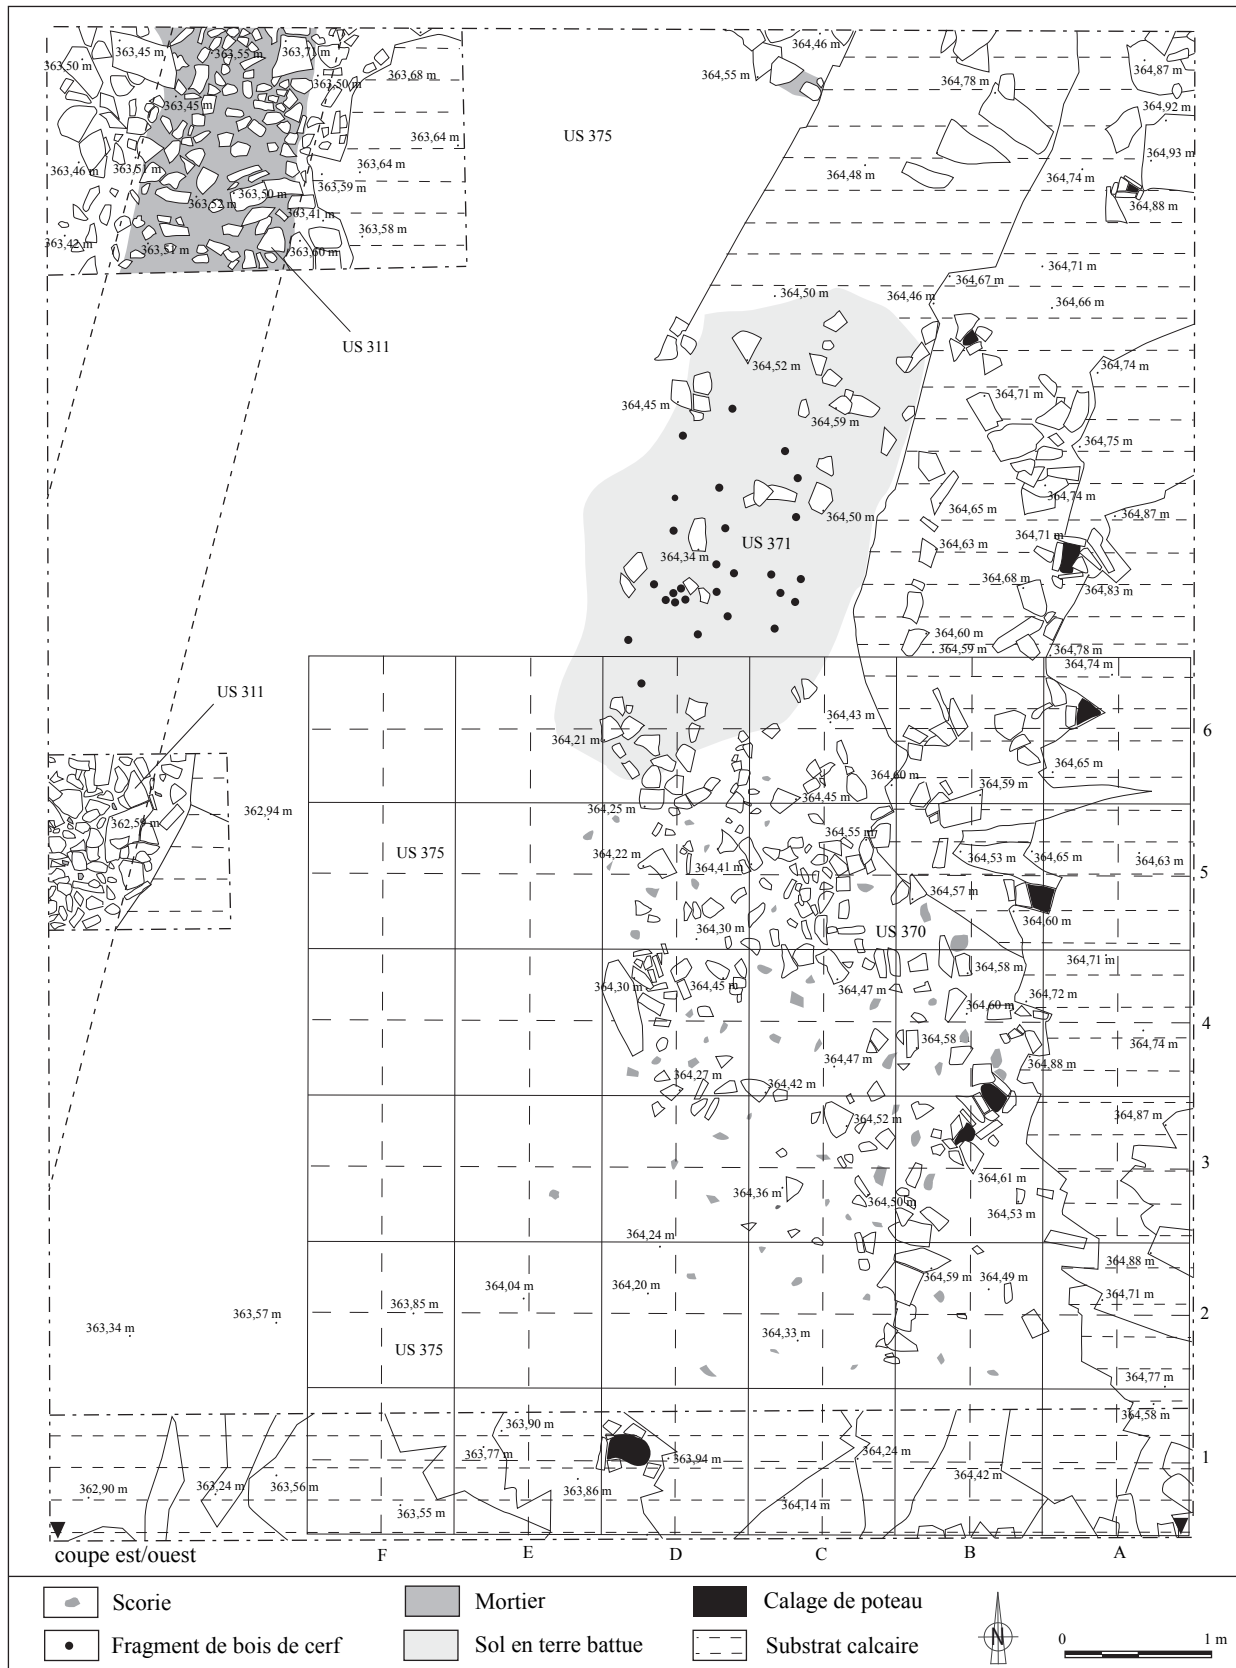 363,45 m
363,55 m
363,71 m
364,46 m
363,50 m
363,68 m
363,50 m
364,55 m
364,78 m
364,87 m
363,45 m
364,92 m
US 375
363,64 m
364,93 m
363,46 m
363,51 m
363,64 m
364,48 m
364,74 m
363,59 m
363,50 m
363,52 m
363,41 m
364,88 m
363,42 m
363,51 m
363,60 m
363,58 m
364,71 m
364,67 m
364,50 m
364,46 m
364,66 m
US 311
364,52 m
364,74 m
364,45 m
364,71 m
364,59 m
364,75 m
364,74 m
364,50 m
364,65 m
364,87 m
364,71 m
US 371
364,63 m
364,34 m
364,68 m
364,83 m
364,60 m
364,59 m
364,78 m
364,74 m
US 311
364,43 m
364,21 m
6
364,65 m
364,60 m
364,59 m
364,45 m
364,25 m
362,94 m
362,59 m
364,55 m
US 375
364,22 m
364,41 m
364,53 m
364,65 m
364,63 m
5
364,57 m
364,60 m
364,30 m
US 370
364,71 m
364,58 m
364,30 m
364,45 m
364,47 m
364,72 m
364,60 m
4
364,58
364,74 m
364,47 m
364,88 m
364,27 m
364,42 m
364,52 m
364,87 m
3
364,61 m
364,36 m
364,50 m
364,53 m
364,24 m
364,88 m
364,59 m
364,49 m
364,04 m
364,20 m
364,71 m
363,85 m
363,57 m
363,34 m
2
364,33 m
US 375
364,77 m
364,58 m
363,90 m
363,77 m
363,94 m
364,24 m
1
364,42 m
362,90 m
363,24 m
363,56 m
363,86 m
363,55 m
364,14 m
coupe est/ouest
F E D C B A
Scorie
Mortier
Calage de poteau
Fragment de bois de cerf
Sol en terre battue
Substrat calcaire
N
0 1 m